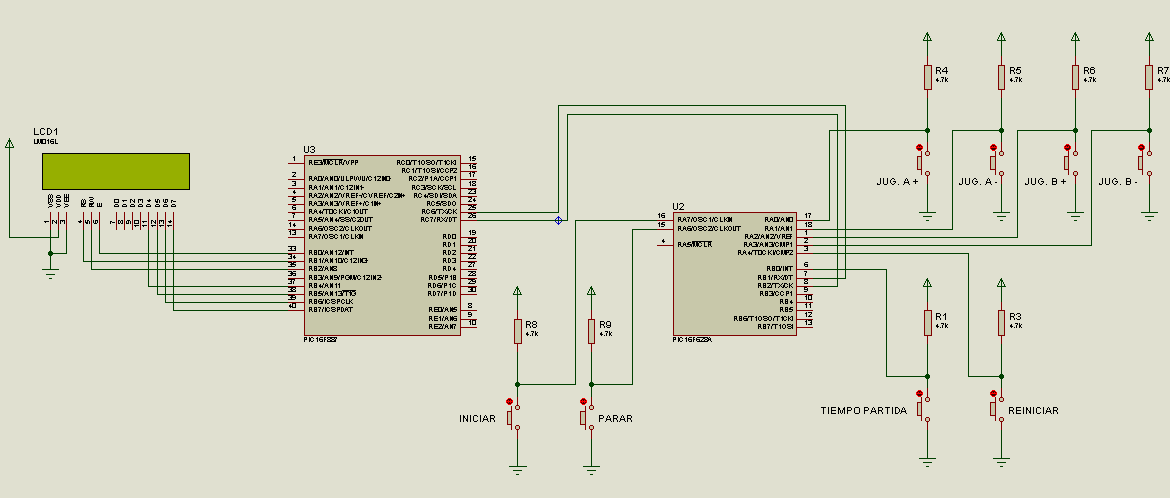 LCD1
LM016L
VSS
VDD
VEE
RS
RW
E
D0
D1
D2
D3
D4
D5
D6
D7
1
2
3
4
5
6
7
8
9
10
11
12
13
14
U3
1
2
3
4
5
6
7
14
13
33
34
35
36
37
38
39
40
RE3/MCLR/VPP
RA0/AN0/ULPWU/C12IN0-
RA1/AN1/C12IN1-
RA2/AN2/VREF-/CVREF/C2IN+
RA3/AN3/VREF+/C1IN+
RA4/T0CKI/C1OUT
RA5/AN4/SS/C2OUT
RA6/OSC2/CLKOUT
RA7/OSC1/CLKIN
RB0/AN12/INT
RB1/AN10/C12IN3-
RB2/AN8
RB3/AN9/PGM/C12IN2-
RB4/AN11
RB5/AN13/T1G
RB6/ICSPCLK
RB7/ICSPDAT
RC0/T1OSO/T1CKI
RC1/T1OSI/CCP2
RC2/P1A/CCP1
RC3/SCK/SCL
RC4/SDI/SDA
RC5/SDO
RC6/TX/CK
RC7/RX/DT
RD0
RD1
RD2
RD3
RD4
RD5/P1B
RD6/P1C
RD7/P1D
RE0/AN5
RE1/AN6
RE2/AN7
15
16
17
18
23
24
25
26
19
20
21
22
27
28
29
30
8
9
10
PIC16F887
U2
16
15
4
RA7/OSC1/CLKIN
RA6/OSC2/CLKOUT
RA5/MCLR
RA0/AN0
RA1/AN1
RA2/AN2/VREF
RA3/AN3/CMP1
RA4/T0CKI/CMP2
RB0/INT
RB1/RX/DT
RB2/TX/CK
RB3/CCP1
RB4
RB5
RB6/T1OSO/T1CKI
RB7/T1OSI
17
18
1
2
3
6
7
8
9
10
11
12
13
PIC16F628A
R4
4.7k
R5
4.7k
R6
4.7k
R7
4.7k
JUG. A +
JUG. A -
JUG. B +
JUG. B -
R8
4.7k
R9
4.7k
R1
4.7k
R3
4.7k
INICIAR
PARAR
TIEMPO PARTIDA
REINICIAR